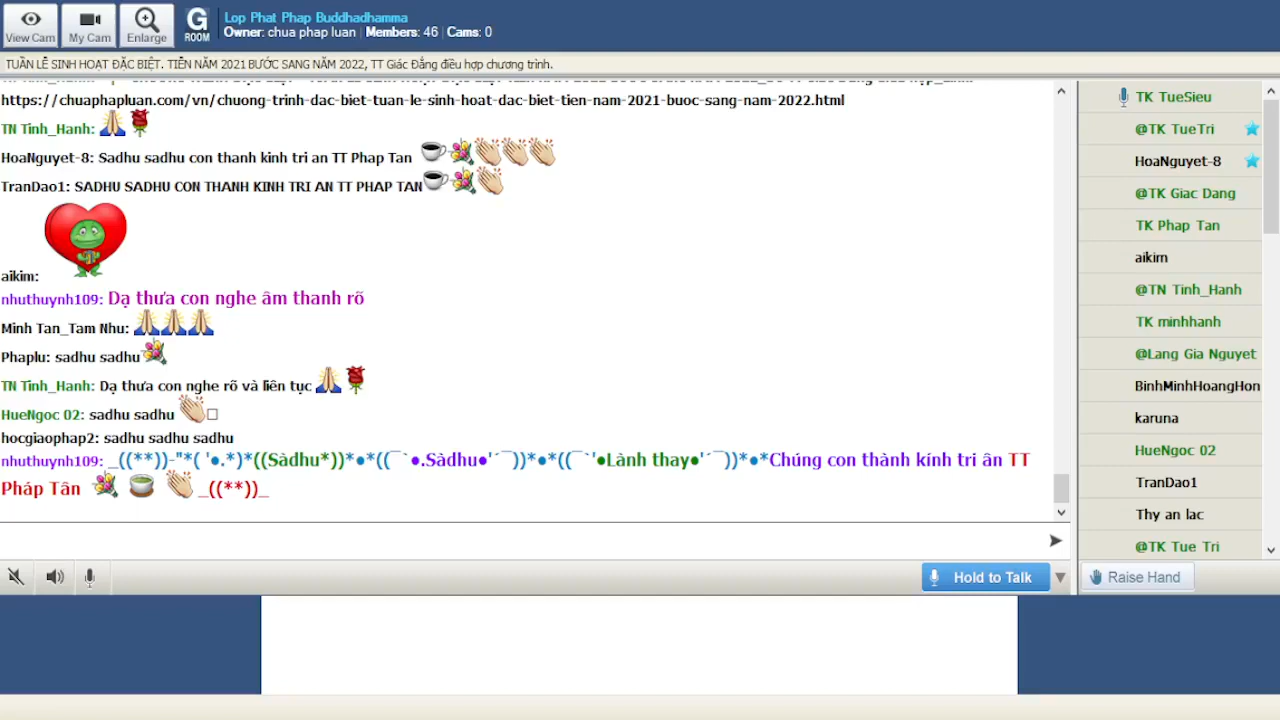 View Cam
My Cam
Enlarge
G
ROOM
Lop Phat Phap Buddhadhamma
Owner: chua phap luan | Members: 46 | Cams: 0
TUẦN LỄ SINH HOẠT ĐẶC BIỆT. TIỄN NĂM 2021 BƯỚC SANG NĂM 2022, TT Giác Đẳng điều hợp chương trình.
https://chuaphapluan.com/vn/chuong-trinh-dac-biet-tuan-le-sinh-hoat-dac-biet-tien-nam-2021-buoc-sang-nam-2022.html
TN Tinh_Hanh:
HoaNguyet-8: Sadhu sadhu con thanh kinh tri an TT Phap Tan
TranDao1: SADHU SADHU CON THANH KINH TRI AN TT PHAP TAN
aikim:
nhuthuynh109: Dạ thưa con nghe âm thanh rõ
Minh Tan_Tam Nhu:
Phaplu: sadhu sadhu
TN Tinh_Hanh: Dạ thưa con nghe rõ và liên tục
HueNgoc 02: sadhu sadhu
hocgiaophap2: sadhu sadhu sadhu
nhuthuynh109: _((**))-"*( '●.*)*((Sàdhu*))*●*((¯`●.Sàdhu●'´¯))*●*((¯`'●Lành thay●'´¯))*●*Chúng con thành kính tri ân TT
Pháp Tân _((**))_
Hold to Talk
TK TueSieu
@TK TueTri
HoaNguyet-8
@TK Giac Dang
TK Phap Tan
aikim
@TN Tinh_Hanh
TK minhhanh
@Lang Gia Nguyet
BinhMinhHoangHon
karuna
HueNgoc 02
TranDao1
Thy an lac
@TK Tue Tri
Raise Hand